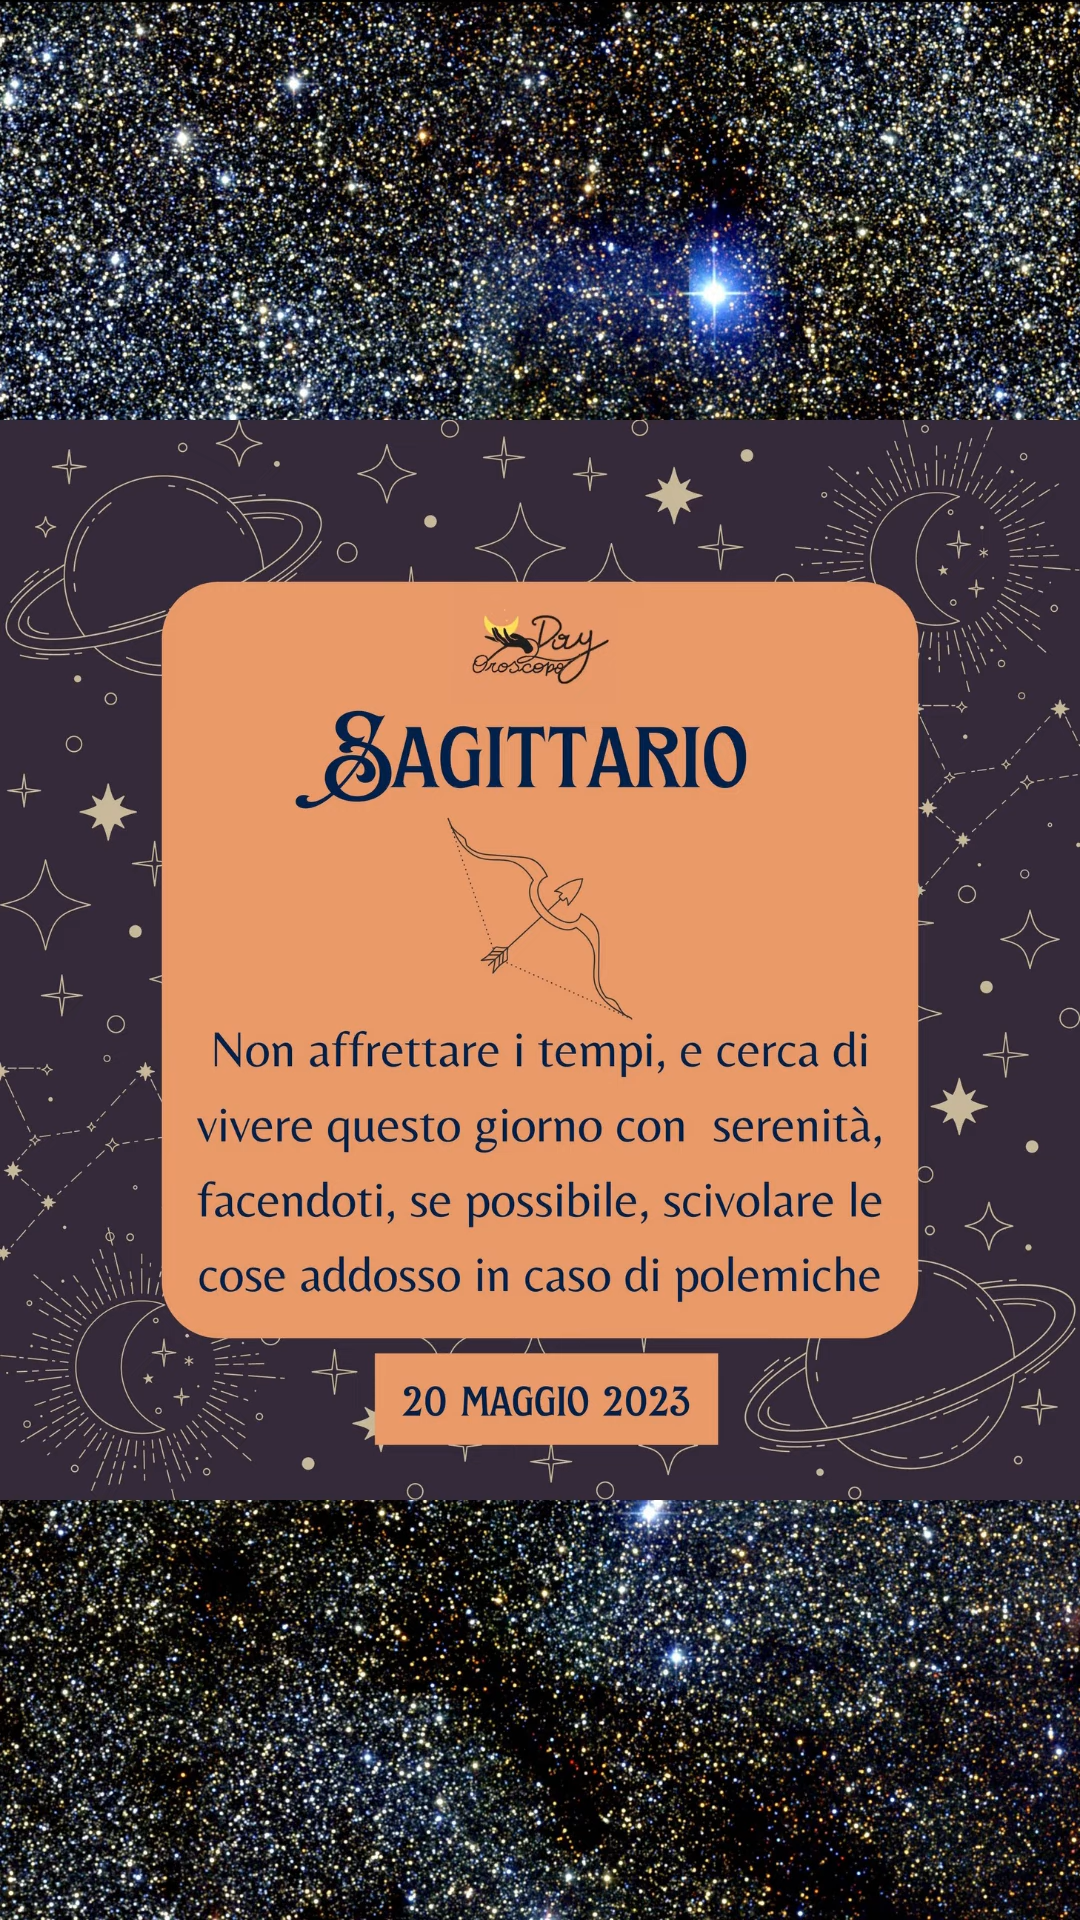 Day
Oroscopo
Sagittario
Non affrettare i tempi, e cerca di
vivere questo giorno con  serenità,
facendoti, se possibile, scivolare le
cose addosso in caso di polemiche
20 MAGGIO 2023